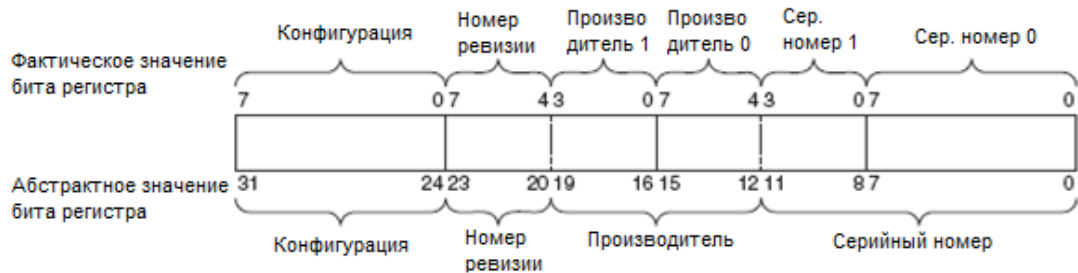 Конфигурация
Номер
ревизии
Произво
дитель 1
Произво
дитель 0
Сер.
номер 1
Сер. номер 0
Фактическое значение
бита регистра
7 0 7 4 3 0 7 4 3 0 7 0
Абстрактное значение
бита регистра
31 24 23 20 19 16 15 12 11 8 7 0
Конфигурация
Номер
ревизии
Производитель
Серийный номер